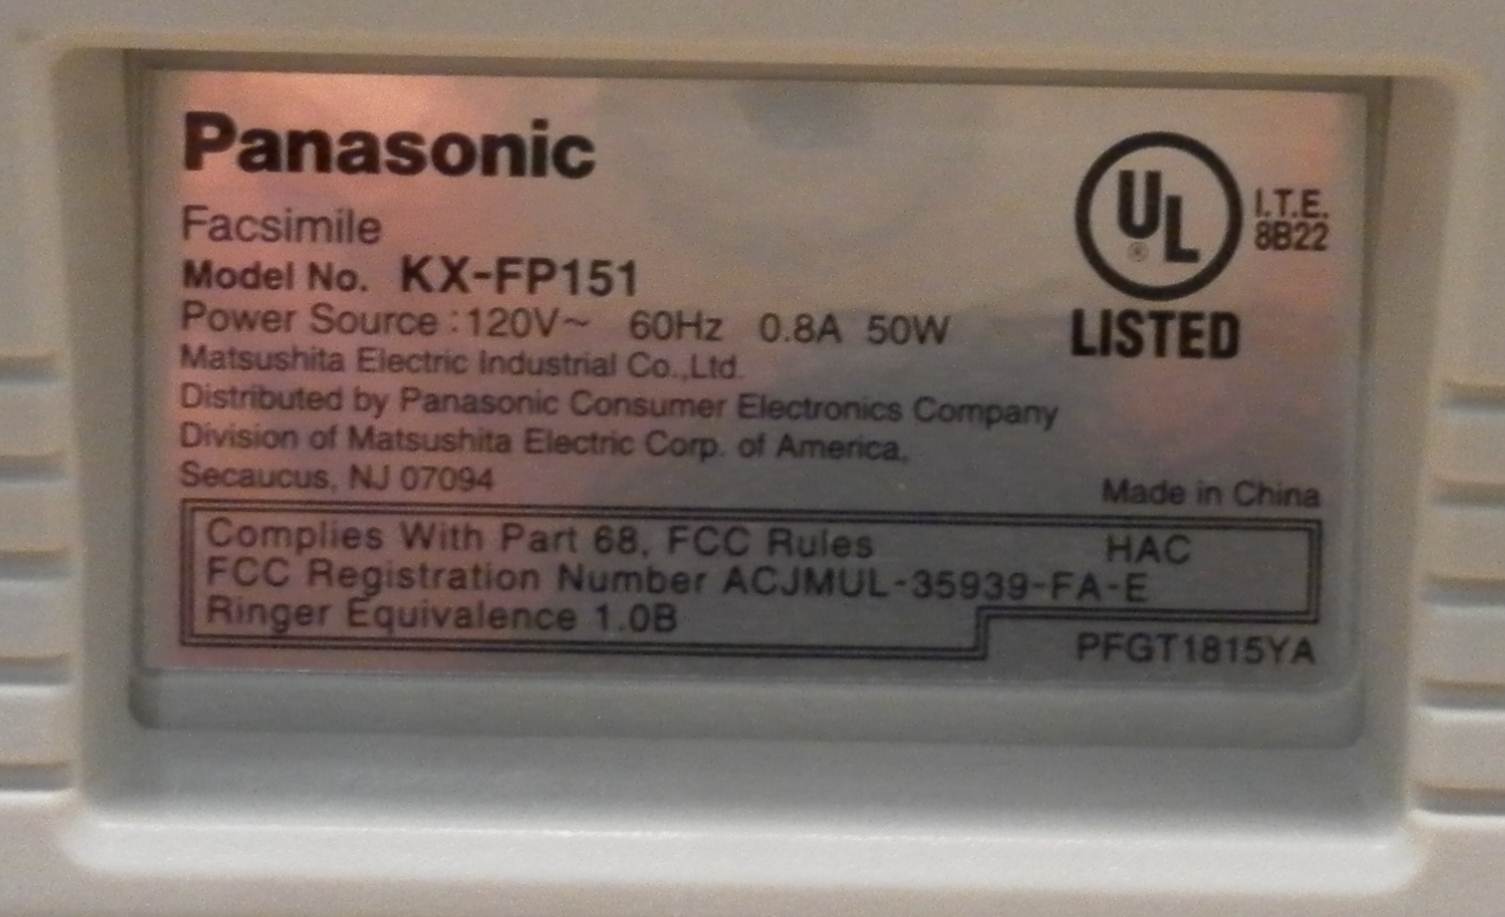 Panasonic
Facsimile
Model No. KX-FP151
Power Source : 120V~ 60Hz 0.8A 50W
Matsushita Electric Industrial Co.,Ltd.
Distributed by Panasonic Consumer Electronics Company
Division of Matsushita Electric Corp. of America,
Secaucus, NJ 07094
UL ®
LISTED
I.T.E.
8B22
Made in China
Complies With Part 68, FCC Rules HAC
FCC Registration Number ACJMUL-35939-FA-E
Ringer Equivalence 1.0B
PFGT1815YA